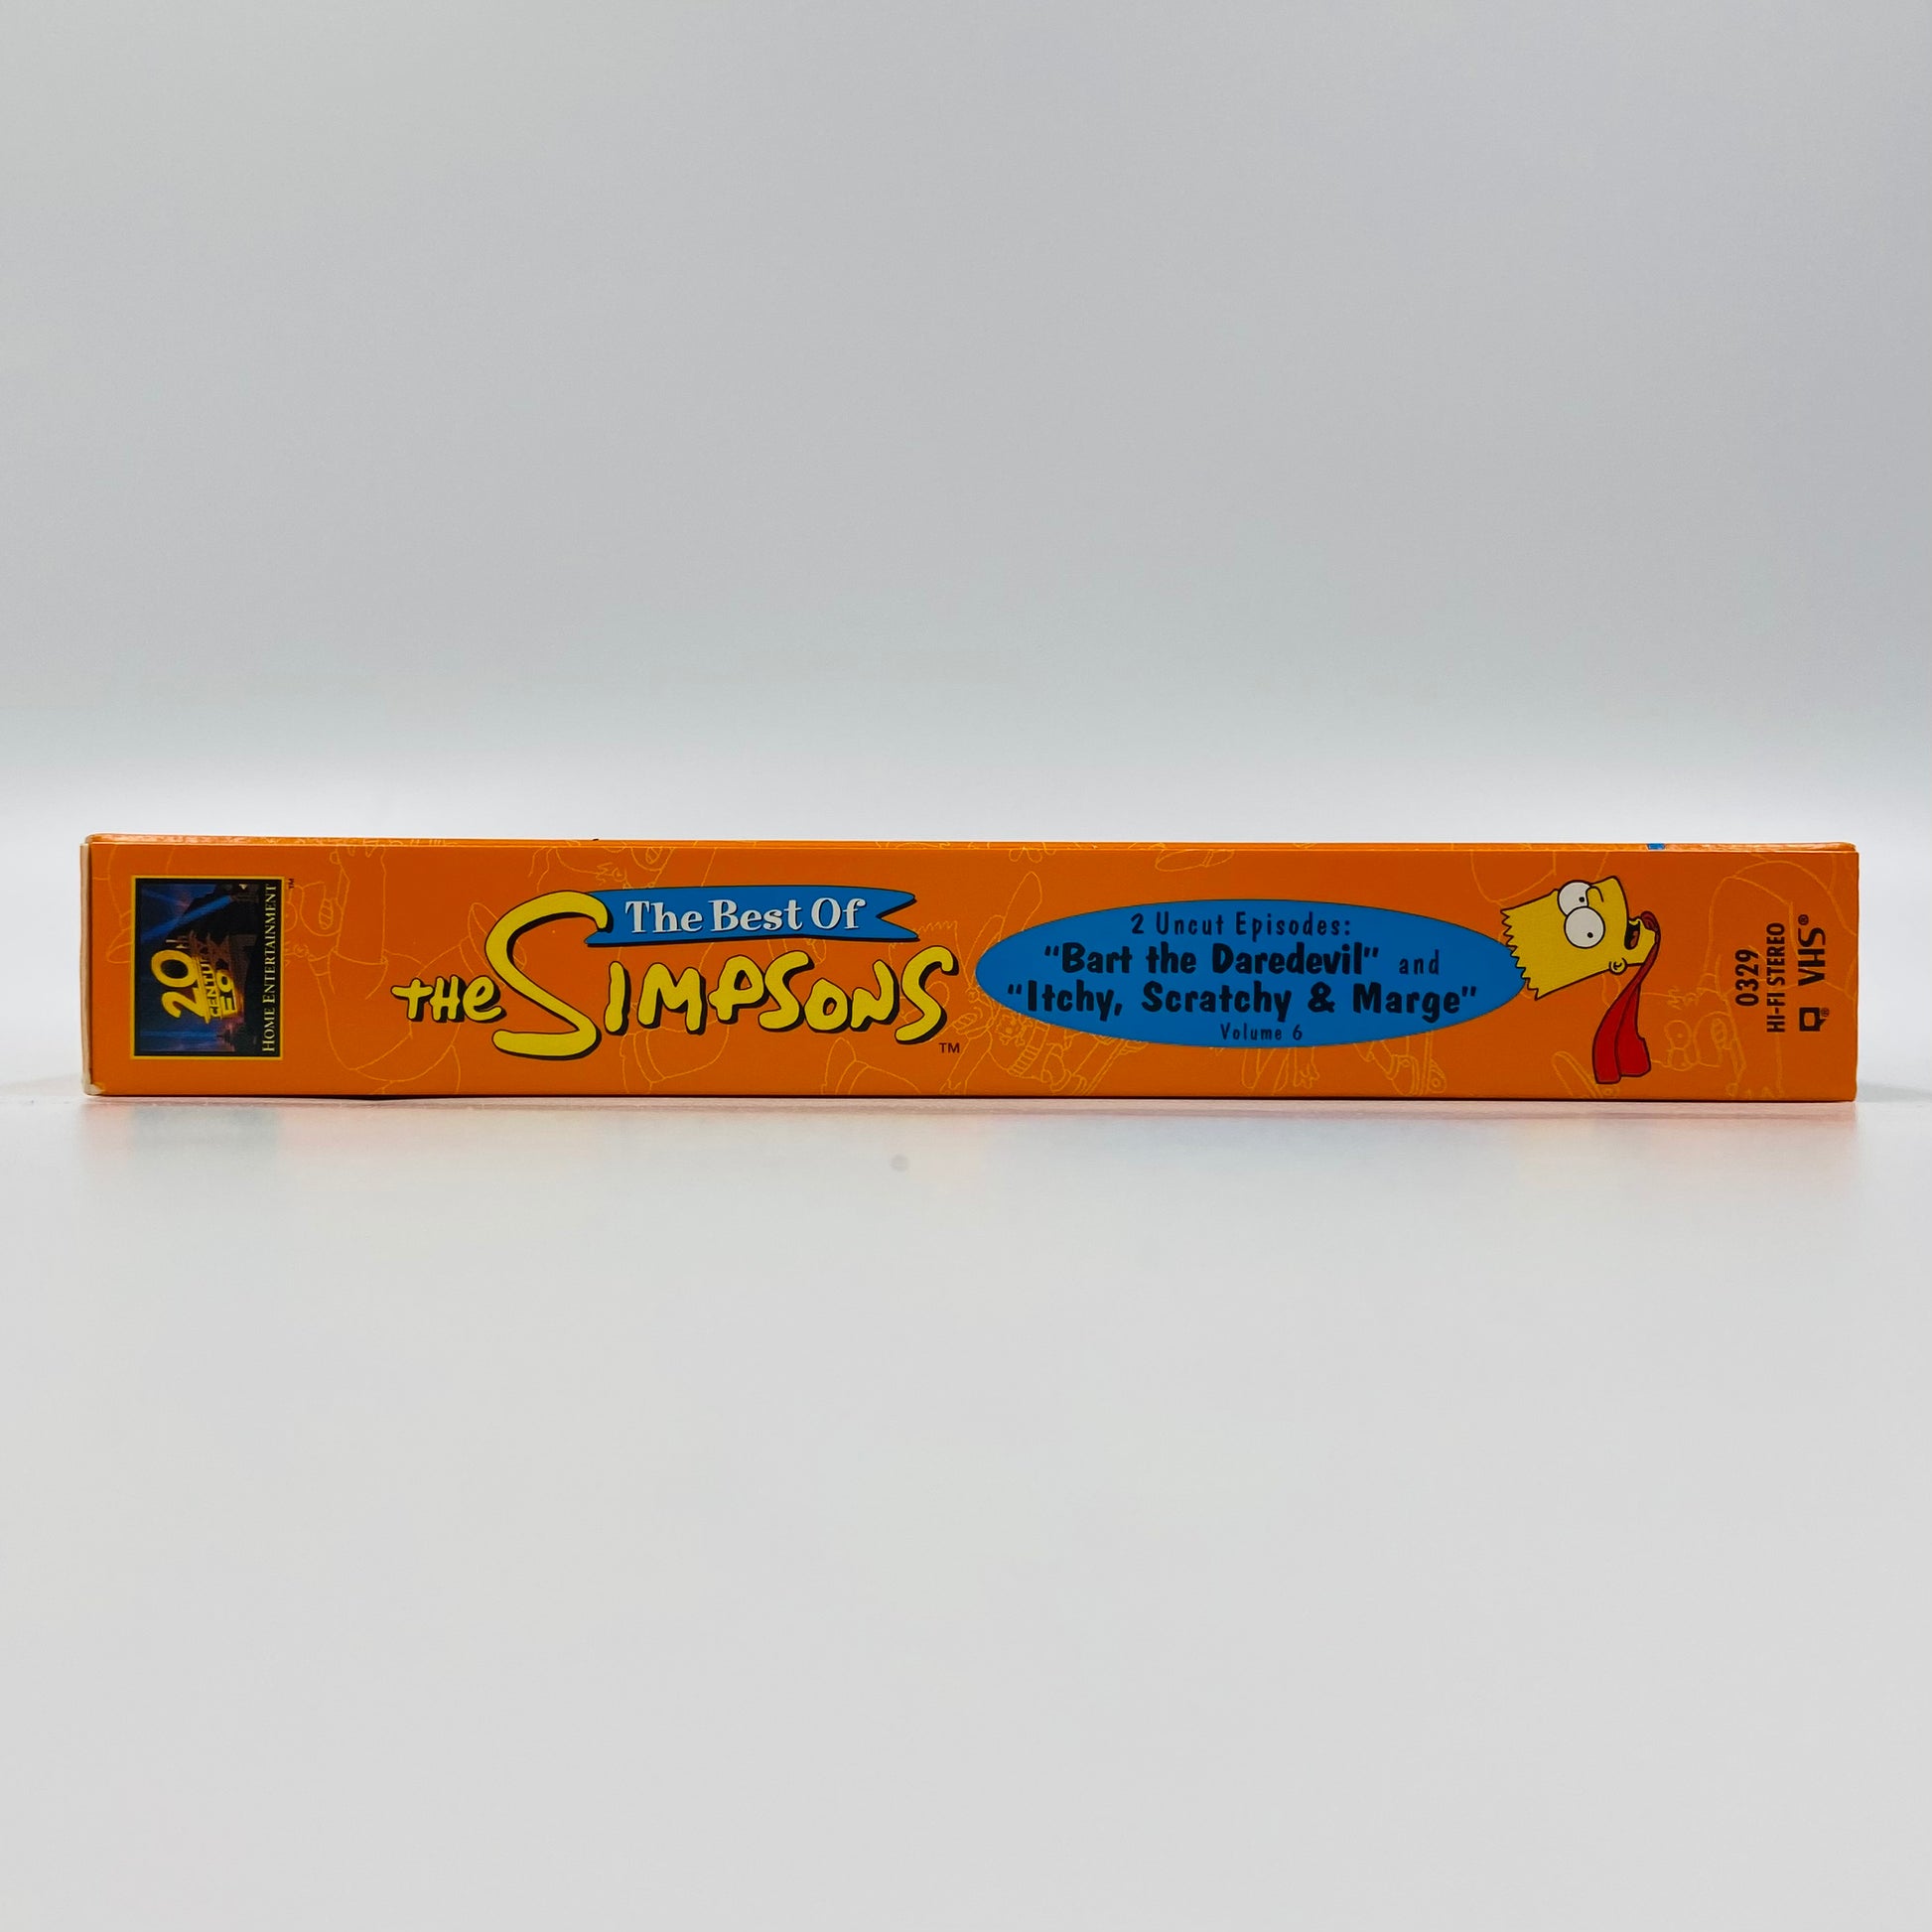 20th
CENTURY
FOX
HOME ENTERTAINMENT
TM
The Best Of
THE SIMPSONS
TM
2 Uncut Episodes:
"Bart the Daredevil" and
"Itchy, Scratchy & Marge"
Volume 6
0329
HI-FI STEREO
VHS®